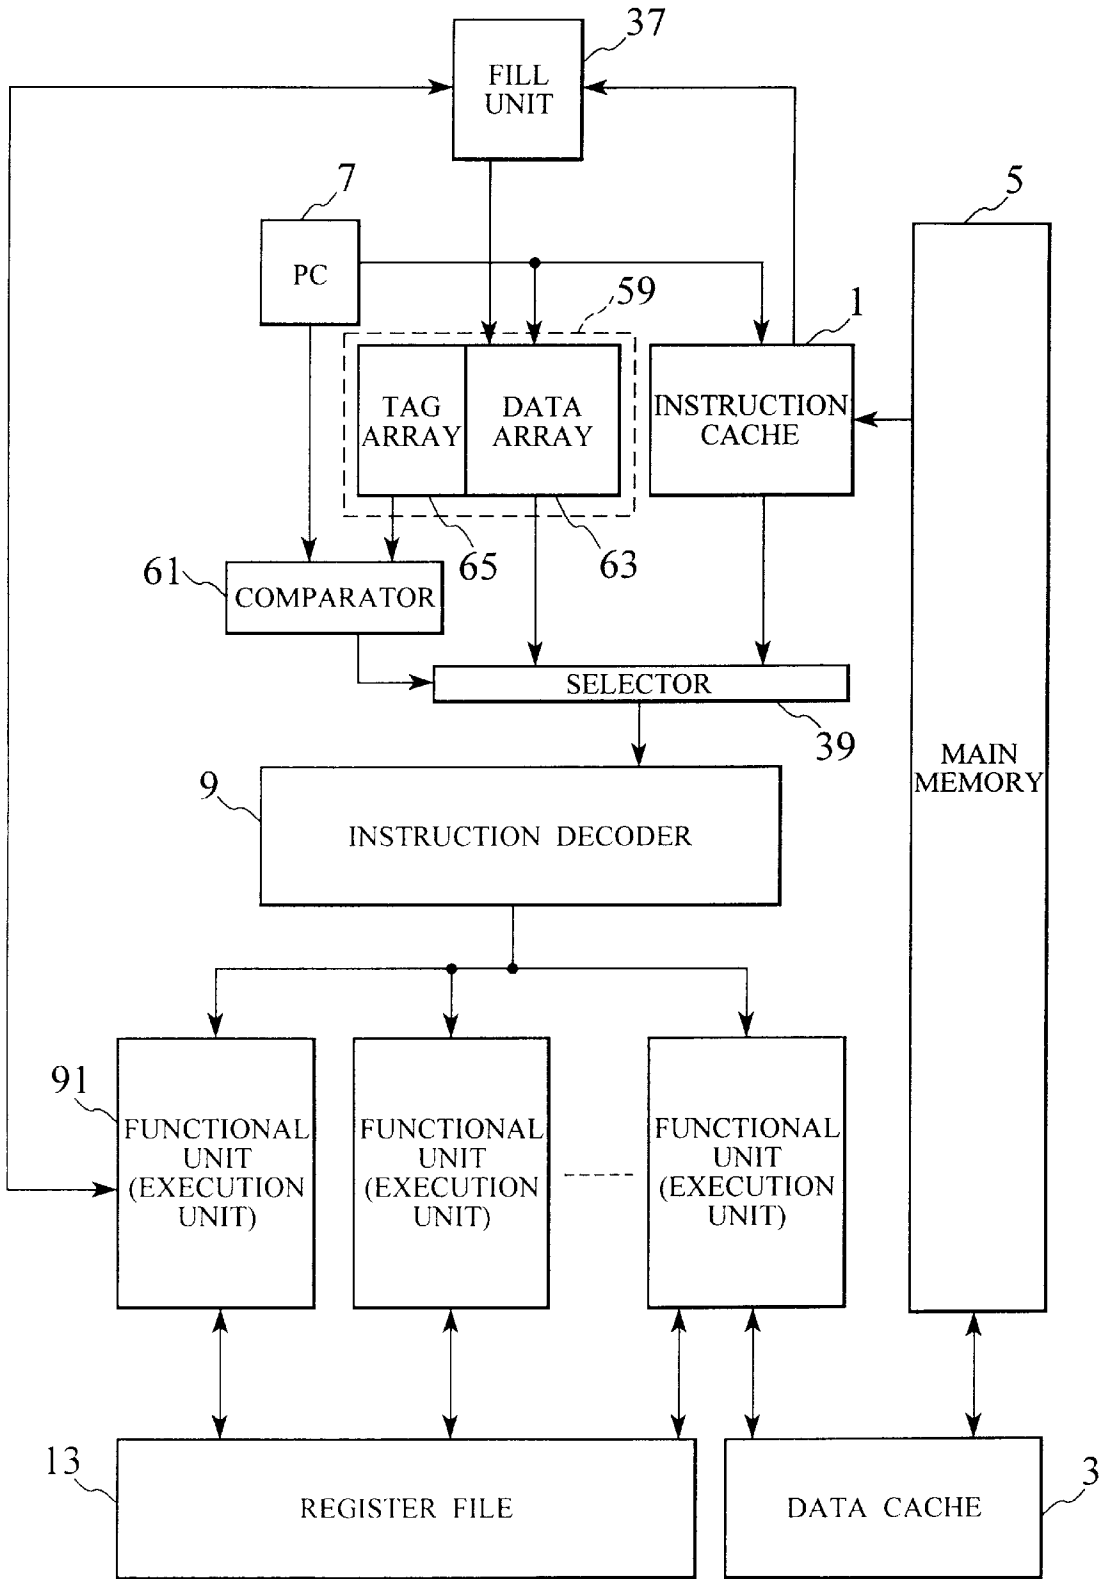 37
FILL
UNIT
7
5
PC
59
1
TAG
ARRAY
DATA
ARRAY
INSTRUCTION
CACHE
65
63
61
COMPARATOR
SELECTOR
39
MAIN
MEMORY
9
INSTRUCTION DECODER
91
FUNCTIONAL
UNIT
(EXECUTION
UNIT)
FUNCTIONAL
UNIT
(EXECUTION
UNIT)
FUNCTIONAL
UNIT
(EXECUTION
UNIT)
13
REGISTER FILE
DATA CACHE
3